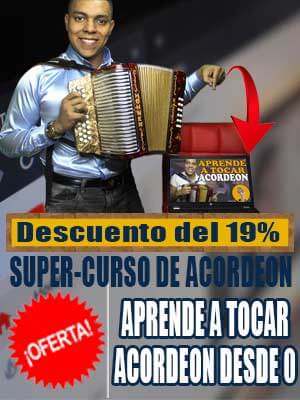 APRENDE
A TOCAR
ACORDEON
Descuento del 19%
SUPER-CURSO DE ACORDEON
¡OFERTA!
APRENDE A TOCAR
ACORDEON DESDE 0